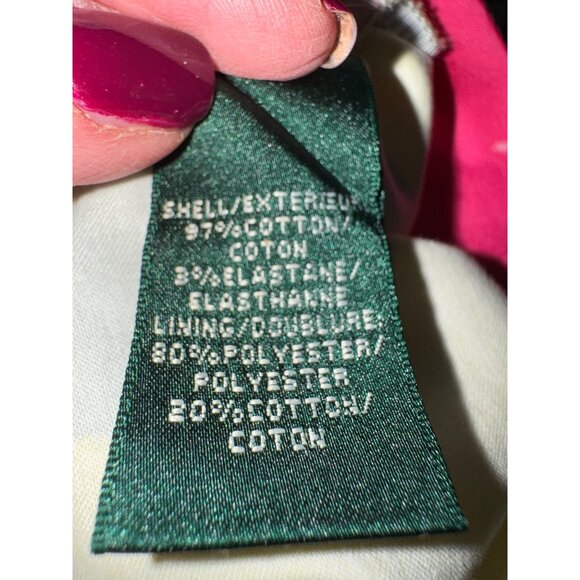 SHELL/EXTERIEUR
97%COTTON/
COTON
3%ELASTANE/
ELASTHANNE
LINING/DOUBLURE
80%POLYESTER/
POLYESTER
20%COTTON/
COTON